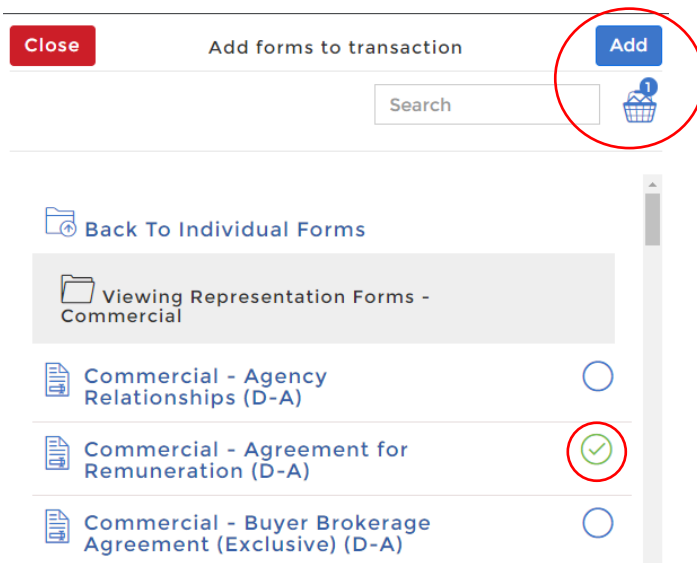 Close
Add forms to transaction
Add
Search
1
Back To Individual Forms
Viewing Representation Forms -
Commercial
Commercial - Agency
Relationships (D-A)
Commercial - Agreement for
Remuneration (D-A)
Commercial - Buyer Brokerage
Agreement (Exclusive) (D-A)